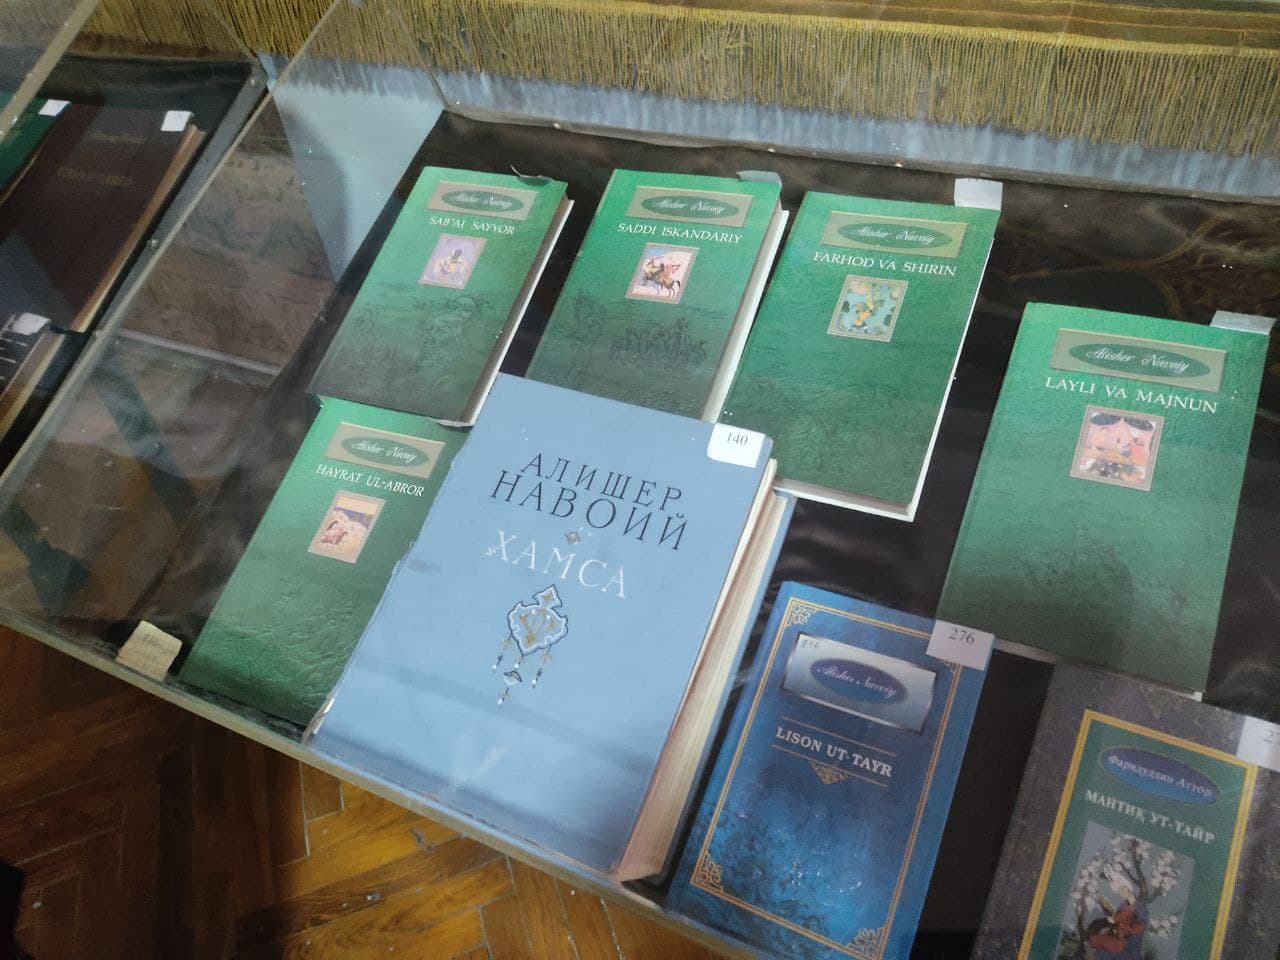 Alisher Navoiy
SAB'AI SAYYOR
Alisher Navoiy
SADDI ISKANDARIY
Alisher Navoiy
FARHOD VA SHIRIN
Alisher Navoiy
LAYLI VA MAJNUN
Alisher Navoiy
HAYRAT UL-ABROR
140
АЛИШЕР
НАВОИЙ
ҲАМСА
276
Alisher Navoiy
LISON UT-TAYR
Фаридуддин Аттор
МАНТИҚ УТ-ТАЙР